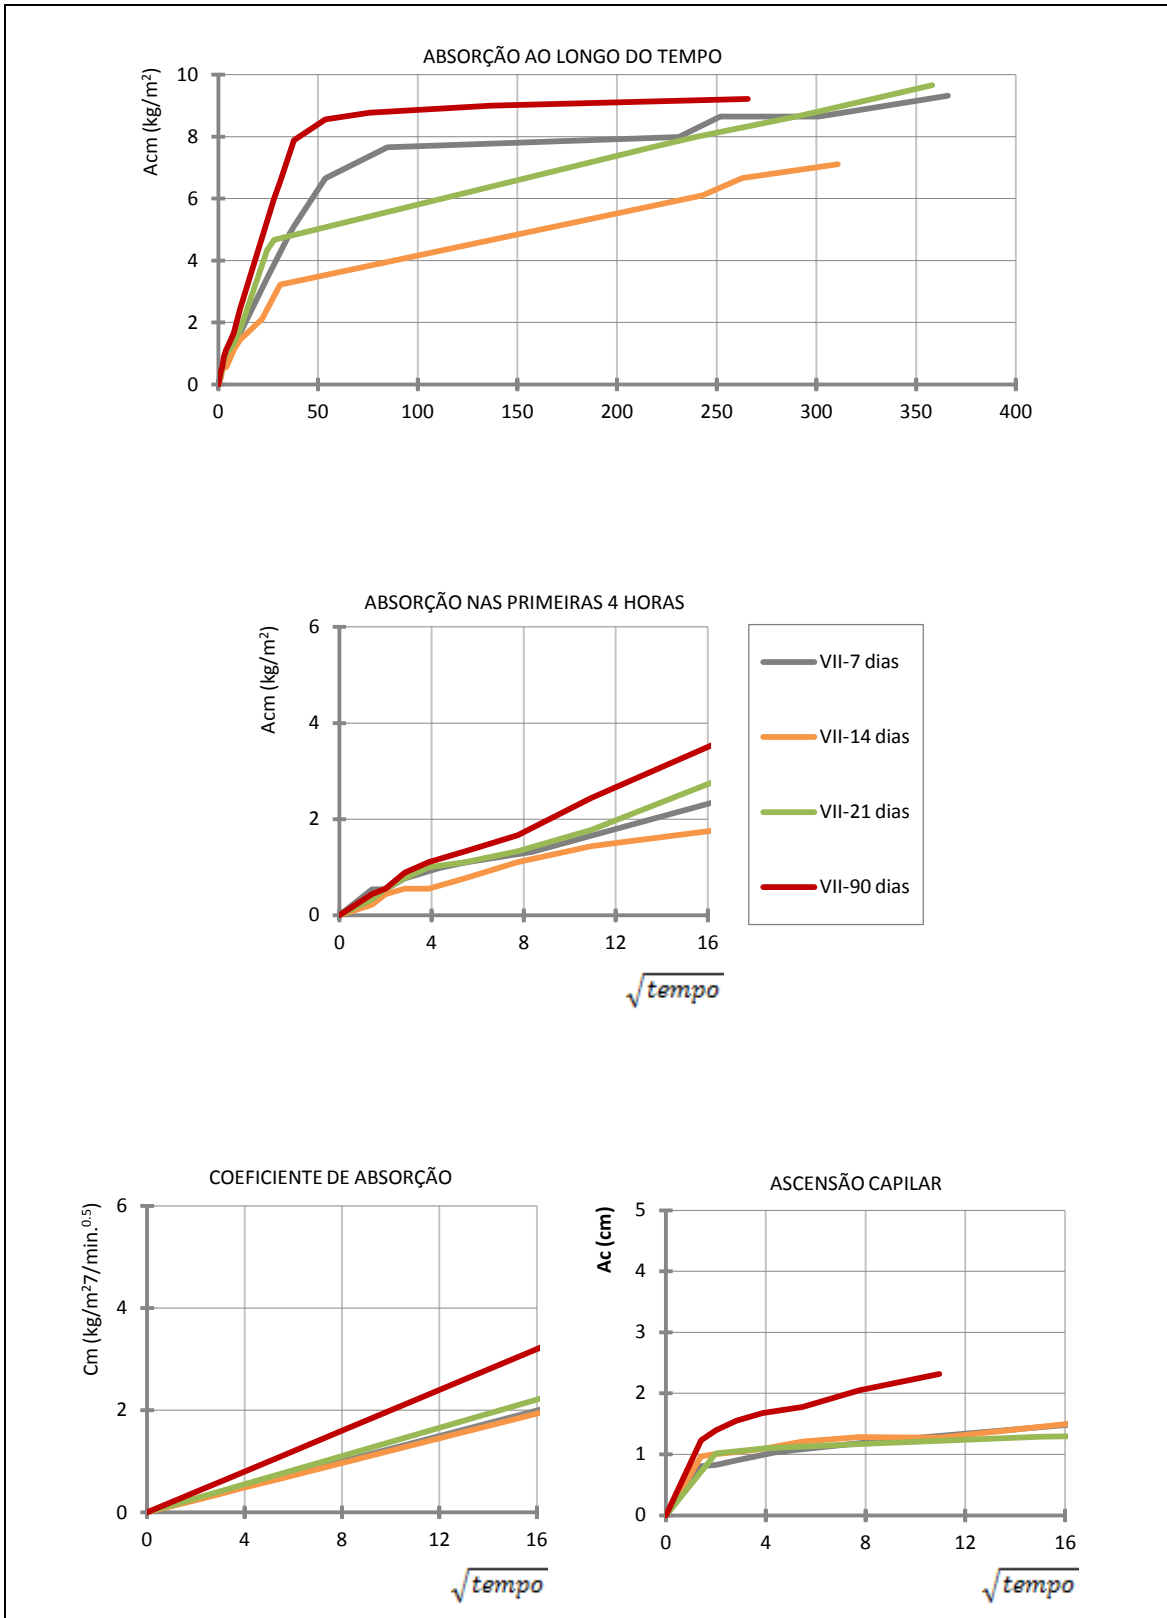 ABSORÇÃO AO LONGO DO TEMPO
Acm (kg/m²)
10
8
6
4
2
0
0 50 100 150 200 250 300 350 400
ABSORÇÃO NAS PRIMEIRAS 4 HORAS
Acm (kg/m²)
6
4
2
0
0 4 8 12 16
√tempo
VII-7 dias
VII-14 dias
VII-21 dias
VII-90 dias
COEFICIENTE DE ABSORÇÃO
Cm (kg/m²7/min.^0.5)
6
4
2
0
0 4 8 12 16
√tempo
ASCENSÃO CAPILAR
Ac (cm)
5
4
3
2
1
0
0 4 8 12 16
√tempo